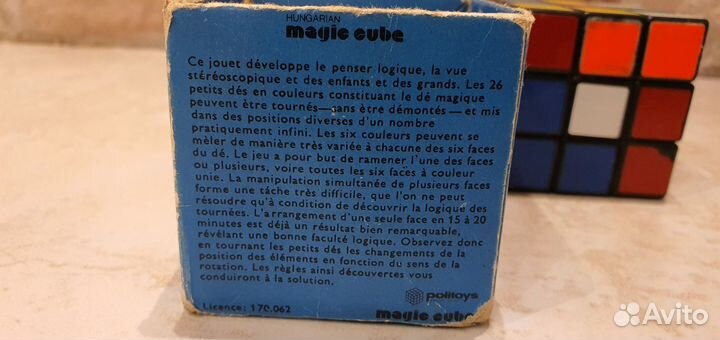 HUNGARIAN
magic cube
Ce jouet développe le penser logique, la vue
stéréoscopique et des enfants et des grands. Les 26
petits dés en couleurs constituant le dé magique
peuvent être tournés—sans être démontés—et mis
dans des positions diverses d'un nombre
pratiquement infini. Les six couleurs peuvent se
mêler de manière très variée à chacune des six faces
du dé. Le jeu a pour but de ramener l'une des faces
ou plusieurs, voire toutes les six faces à couleur
unie. La manipulation simultanée de plusieurs faces
forme une tâche très difficile, que l'on ne peut
résoudre qu'à condition de découvrir la logique des
tournées. L'arrangement d'une seule face en 15 à 20
minutes est déjà un résultat bien remarquable,
révélant une bonne faculté logique. Observez donc
en tournant les petits dés les changements de la
position des éléments en fonction du sens de la
rotation. Les règles ainsi découvertes vous
conduiront à la solution.
politoys
Licence: 170.062
magic cube
Avito